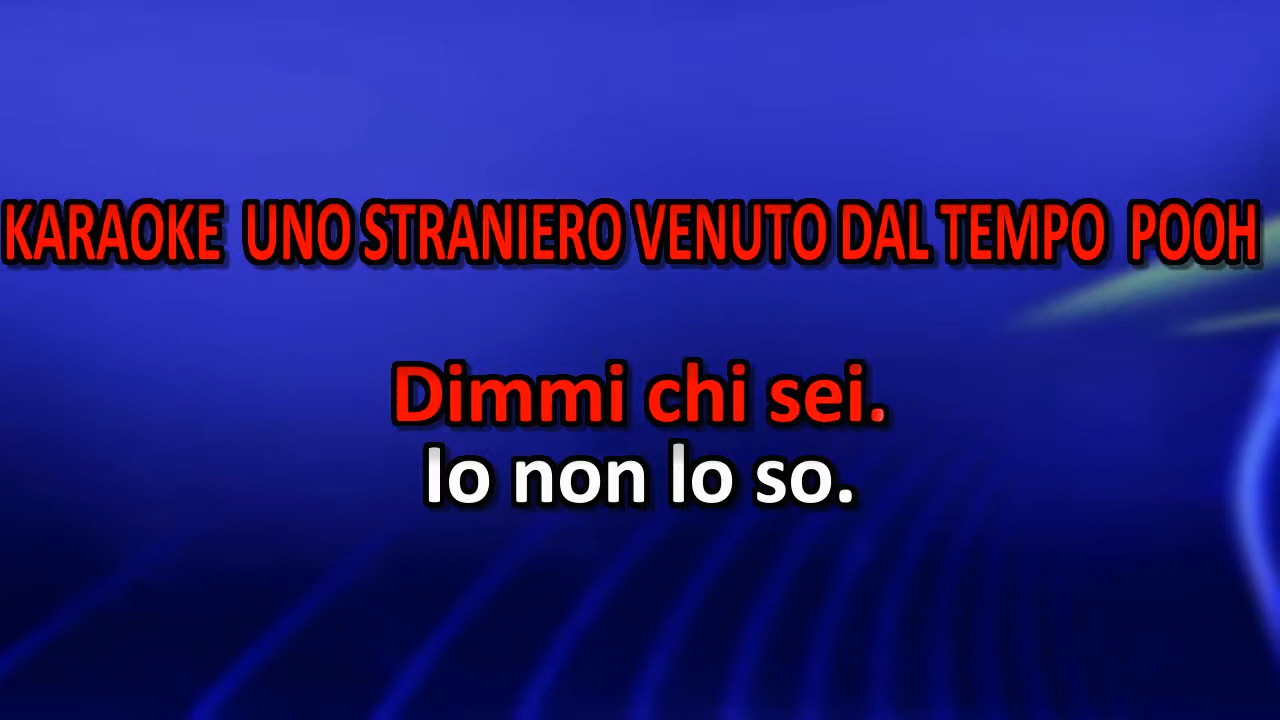 KARAOKE UNO STRANIERO VENUTO DAL TEMPO POOH
Dimmi chi sei.
Io non lo so.